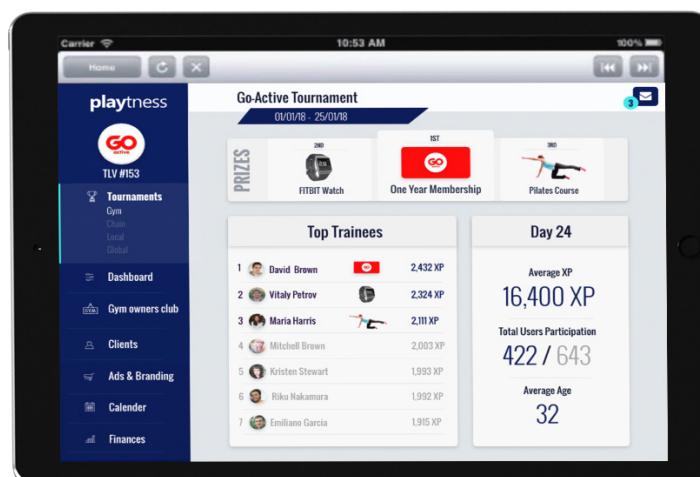 Carrier
10:53 AM
100%
Home
playtness
GO
active
TLV #153
Tournaments
Gym
Chain
Local
Global
Dashboard
GYM
Gym owners club
Clients
Ads & Branding
Calender
Finances
Go-Active Tournament
01/01/18 - 25/01/18
3
PRIZES
2ND
FITBIT Watch
1ST
GO
One Year Membership
3RD
Pilates Course
Top Trainees
1 David Brown GO 2,432 XP
2 Vitaly Petrov 2,324 XP
3 Maria Harris 2,111 XP
4 Mitchell Brown 2,003 XP
5 Kristen Stewart 1,993 XP
6 Riku Nakamura 1,992 XP
7 Emiliano Garcia 1,915 XP
Day 24
Average XP
16,400 XP
Total Users Participation
422 / 643
Average Age
32